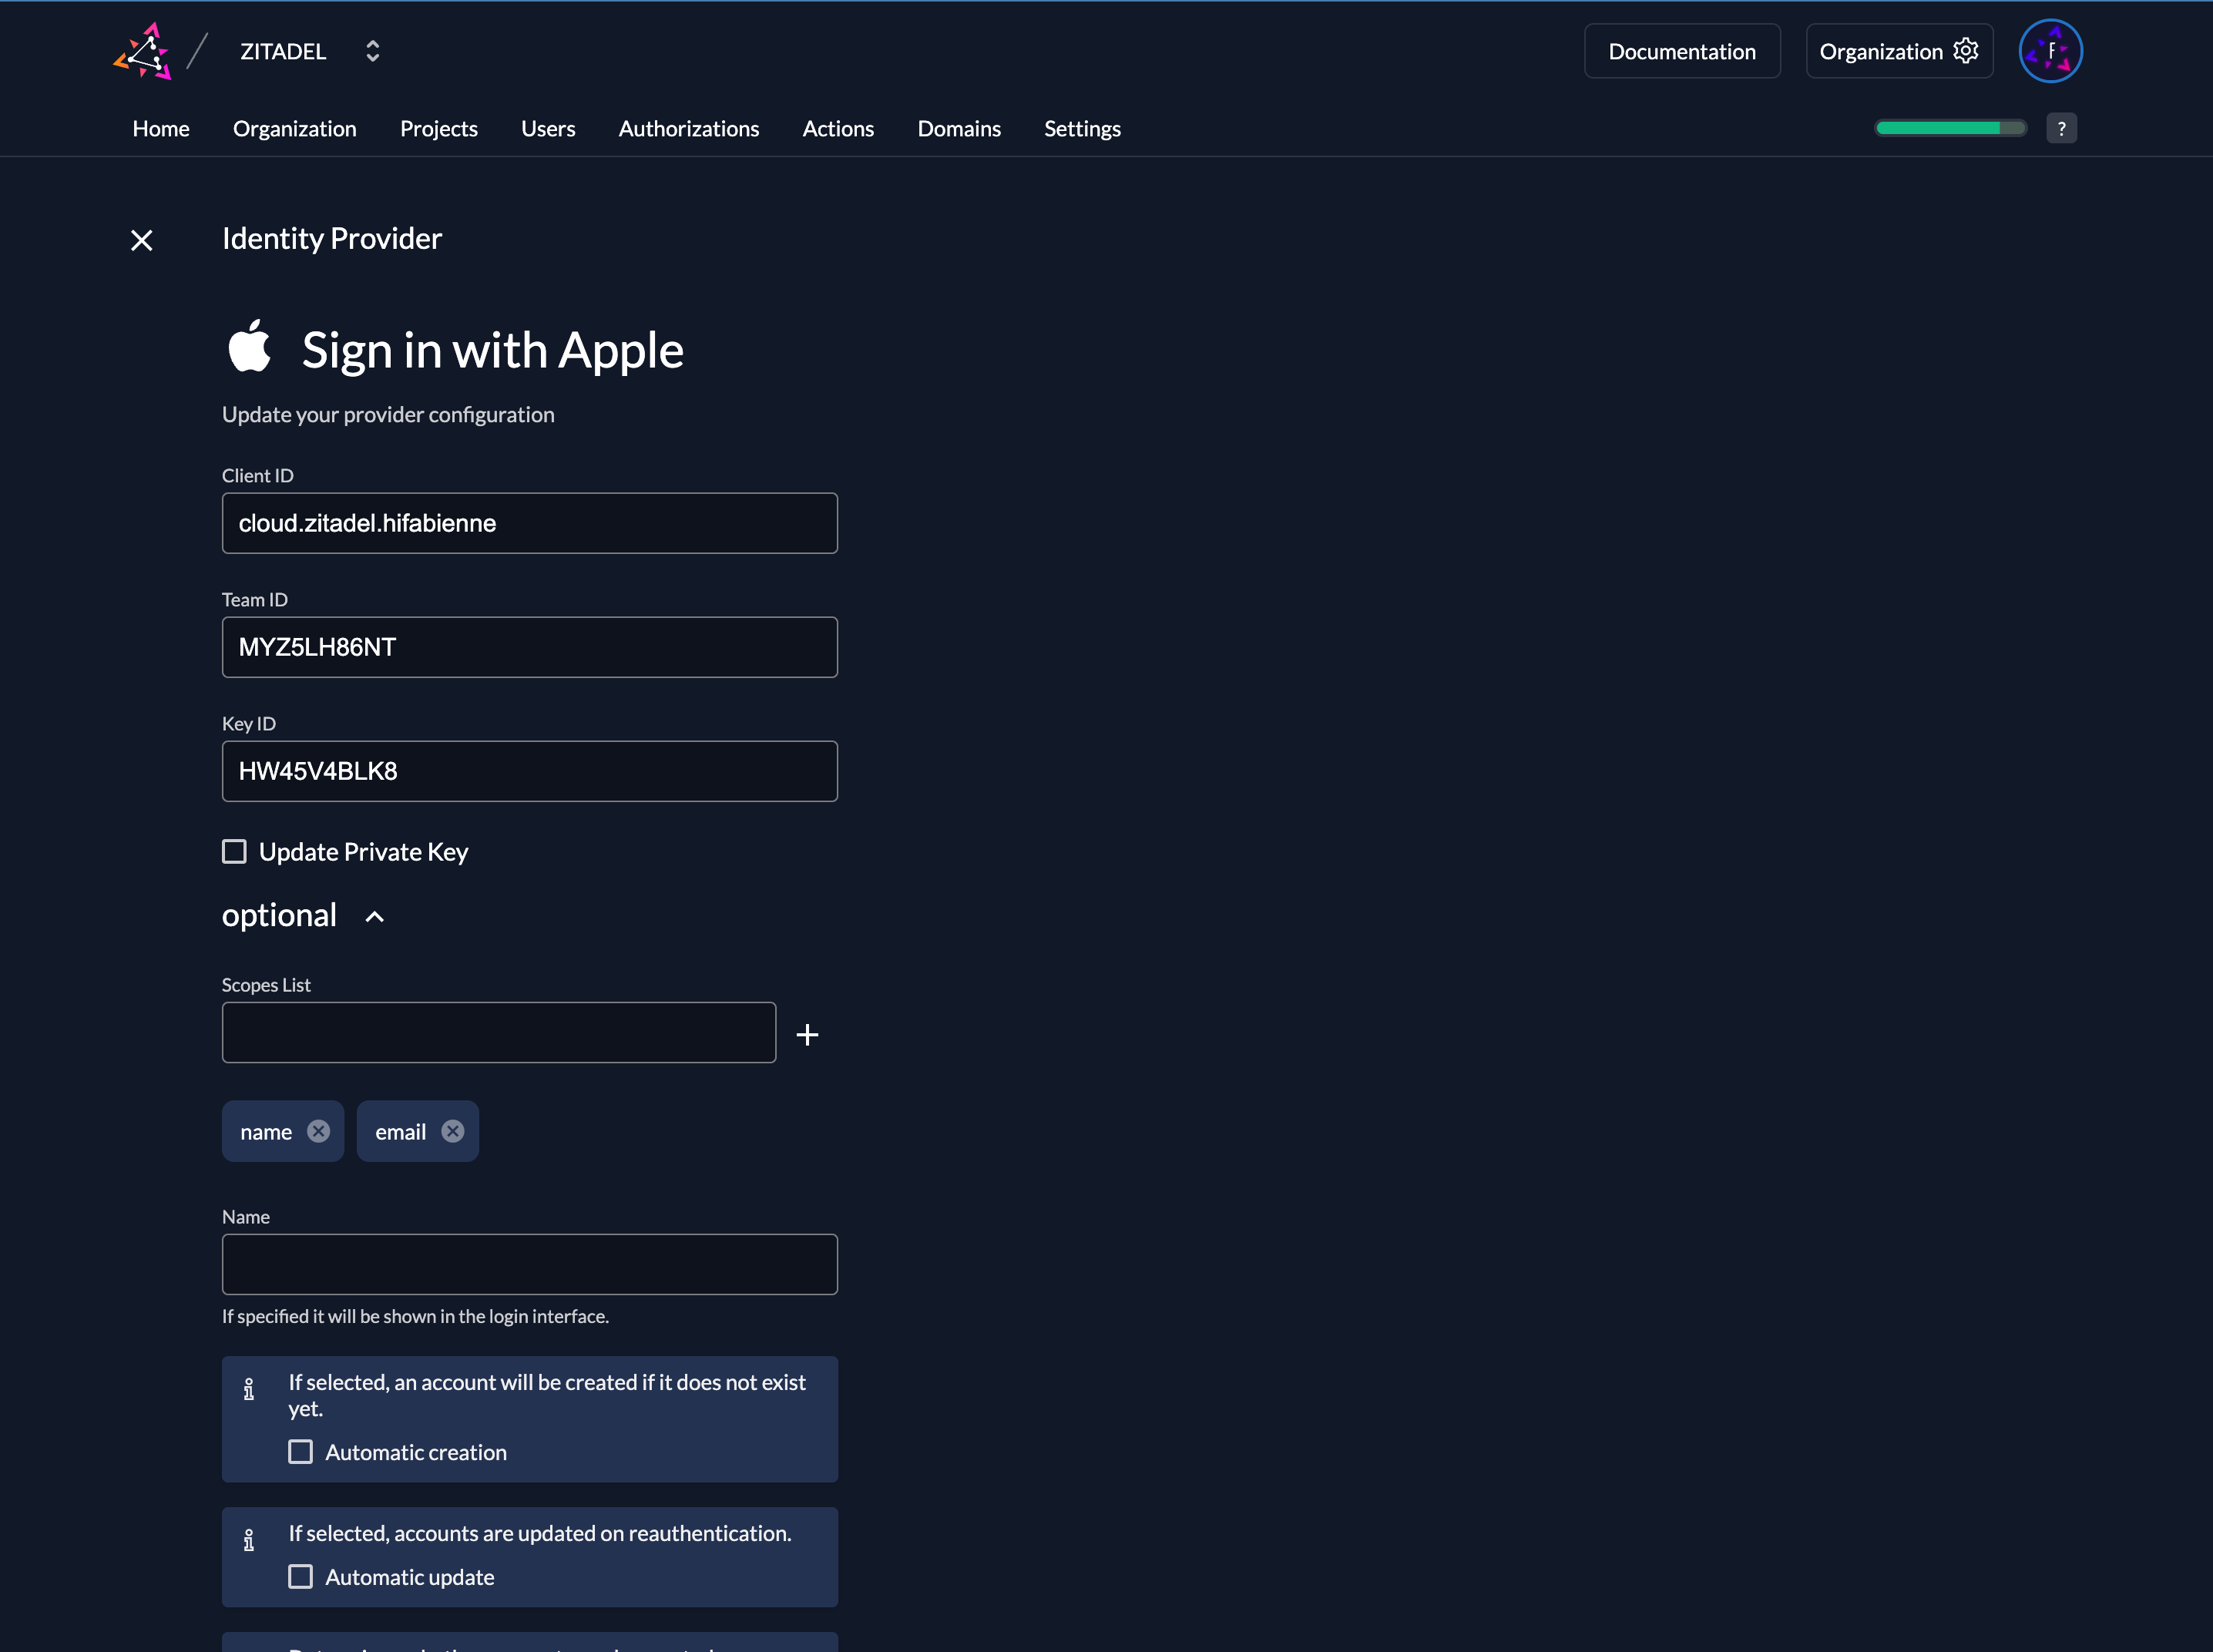 ZITADEL
Documentation
Organization
F
Home
Organization
Projects
Users
Authorizations
Actions
Domains
Settings
?
Identity Provider
Sign in with Apple
Update your provider configuration
Client ID
cloud.zitadel.hifabienne
Team ID
MYZ5LH86NT
Key ID
HW45V4BLK8
Update Private Key
optional
Scopes List
name
email
Name
If specified it will be shown in the login interface.
If selected, an account will be created if it does not exist
yet.
Automatic creation
If selected, accounts are updated on reauthentication.
Automatic update